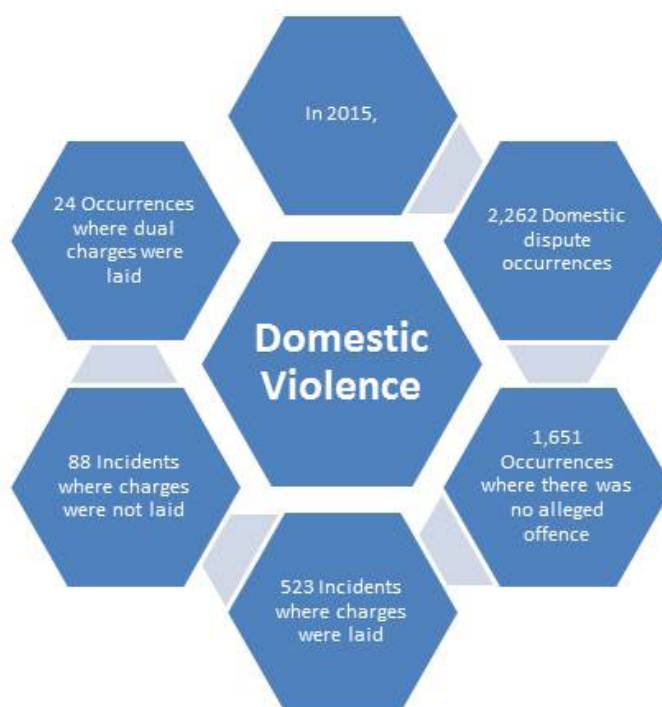 In 2015,
2,262 Domestic
dispute
occurrences
1,651
Occurrences
where there was
no alleged
offence
523 Incidents
where charges
were laid
88 Incidents
where charges
were not laid
24 Occurrences
where dual
charges were
laid
Domestic
Violence